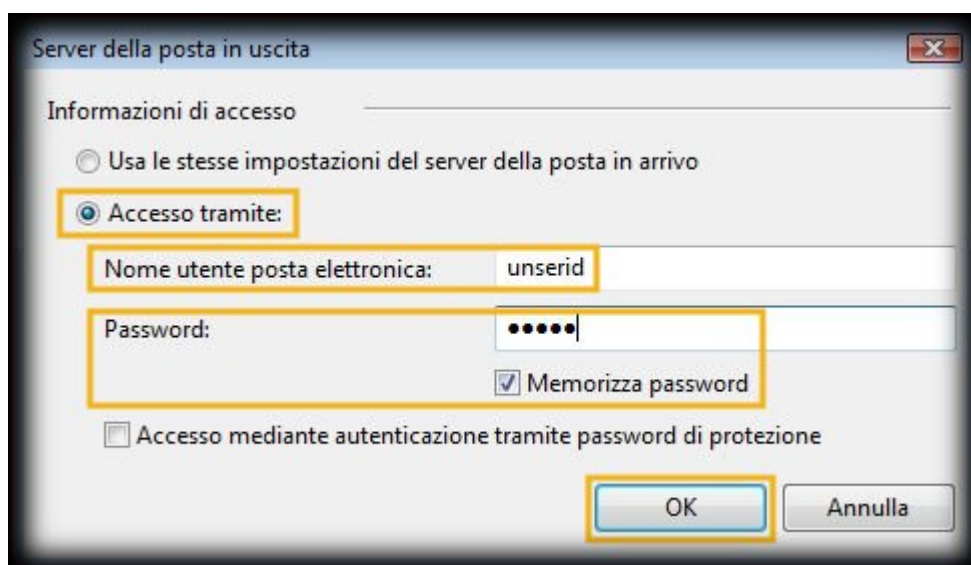 Server della posta in uscita
Informazioni di accesso
Usa le stesse impostazioni del server della posta in arrivo
Accesso tramite:
Nome utente posta elettronica: unserid
Password: •••••
Memorizza password
Accesso mediante autenticazione tramite password di protezione
OK Annulla